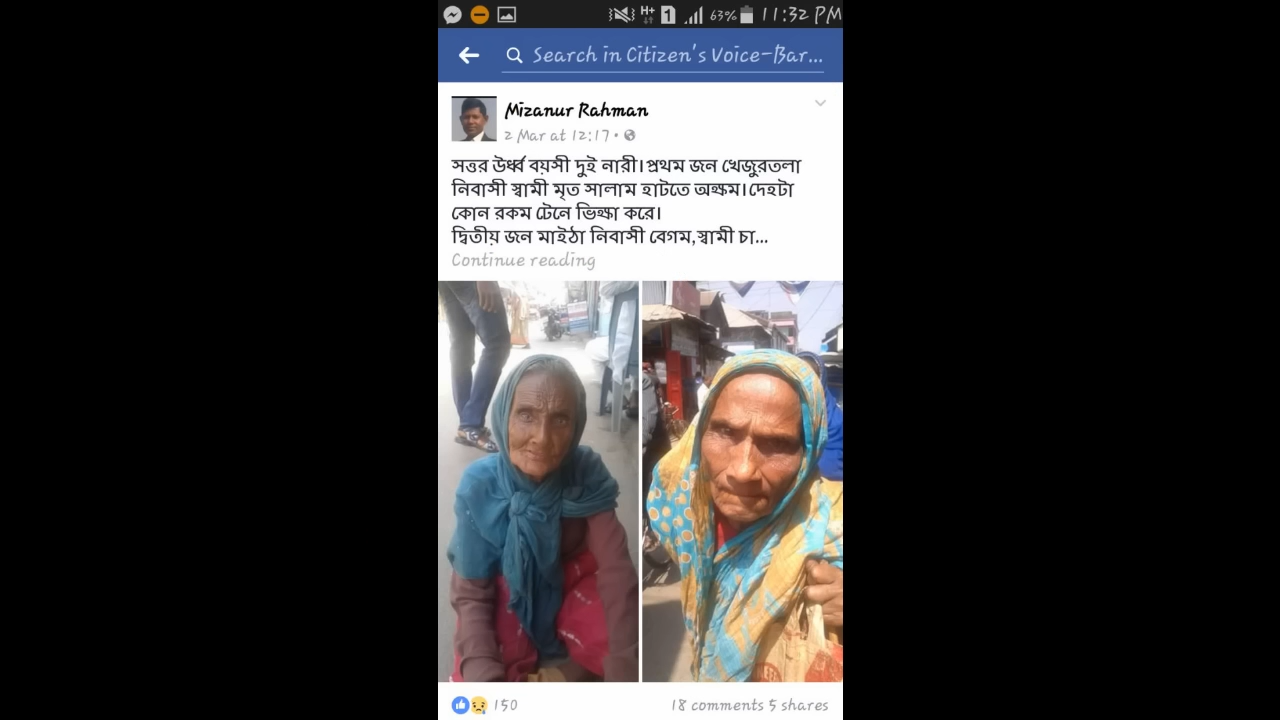 H+ 1 63% 11:32 PM
Search in Citizen's Voice-Bar...
Mizanur Rahman
2 Mar at 12:17 •
সত্তর উর্ধ্ব বয়সী দুই নারী।প্রথম জন খেজুরতলা
নিবাসী স্বামী মৃত সালাম হাটতে অক্ষম।দেহটা
কোন রকম টেনে ভিক্ষা করে।
দ্বিতীয় জন মাইঠা নিবাসী বেগম,স্বামী চা...
Continue reading
150
18 comments 5 shares